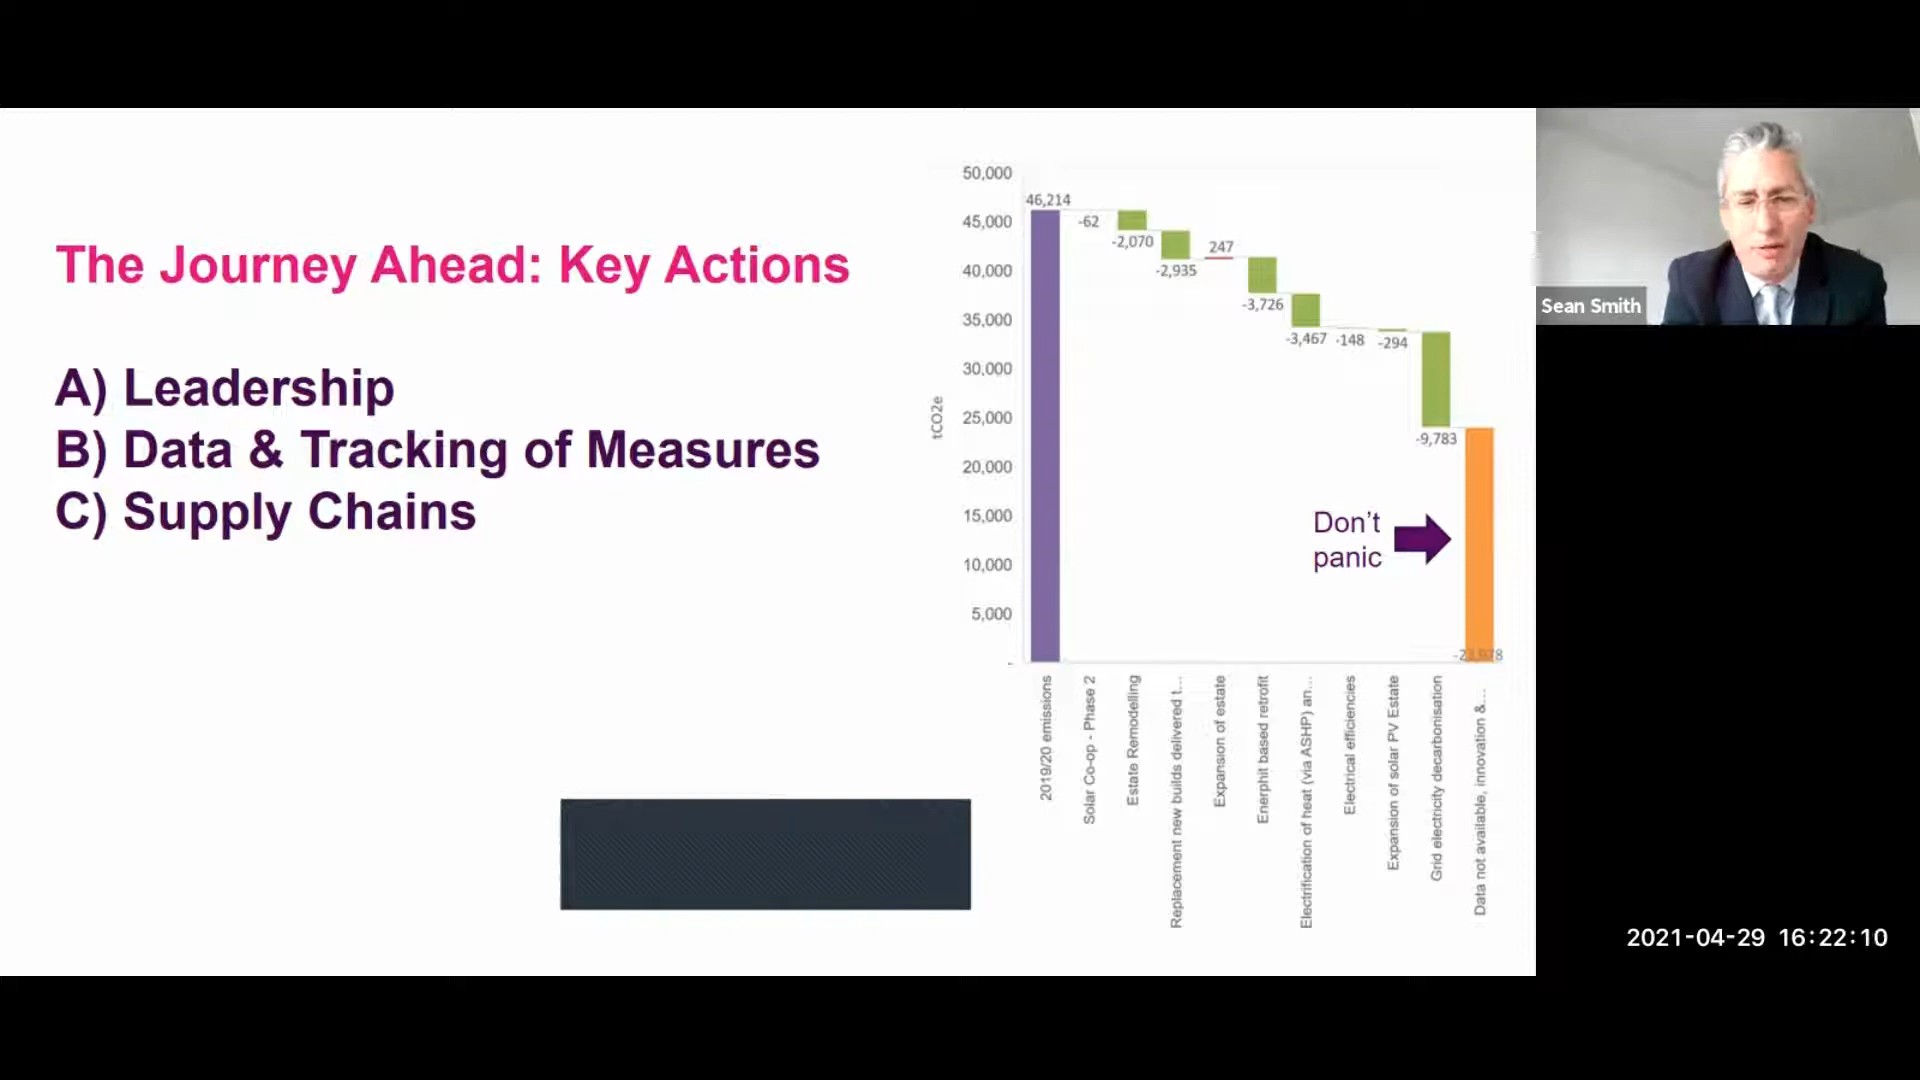 The Journey Ahead: Key Actions
A) Leadership
B) Data & Tracking of Measures
C) Supply Chains
tCO2e
50,000
45,000
40,000
35,000
30,000
25,000
20,000
15,000
10,000
5,000
-
46,214
-62
-2,070
-2,935
247
-3,726
-3,467
-148
-294
-9,783
-23,978
Don't
panic
2019/20 emissions
Solar Co-op - Phase 2
Estate Remodelling
Replacement new builds delivered t...
Expansion of estate
Enerphit based retrofit
Electrification of heat (via ASHP) an...
Electrical efficiencies
Expansion of solar PV Estate
Grid electricity decarbonisation
Data not available, innovation &...
Sean Smith
2021-04-29 16:22:10